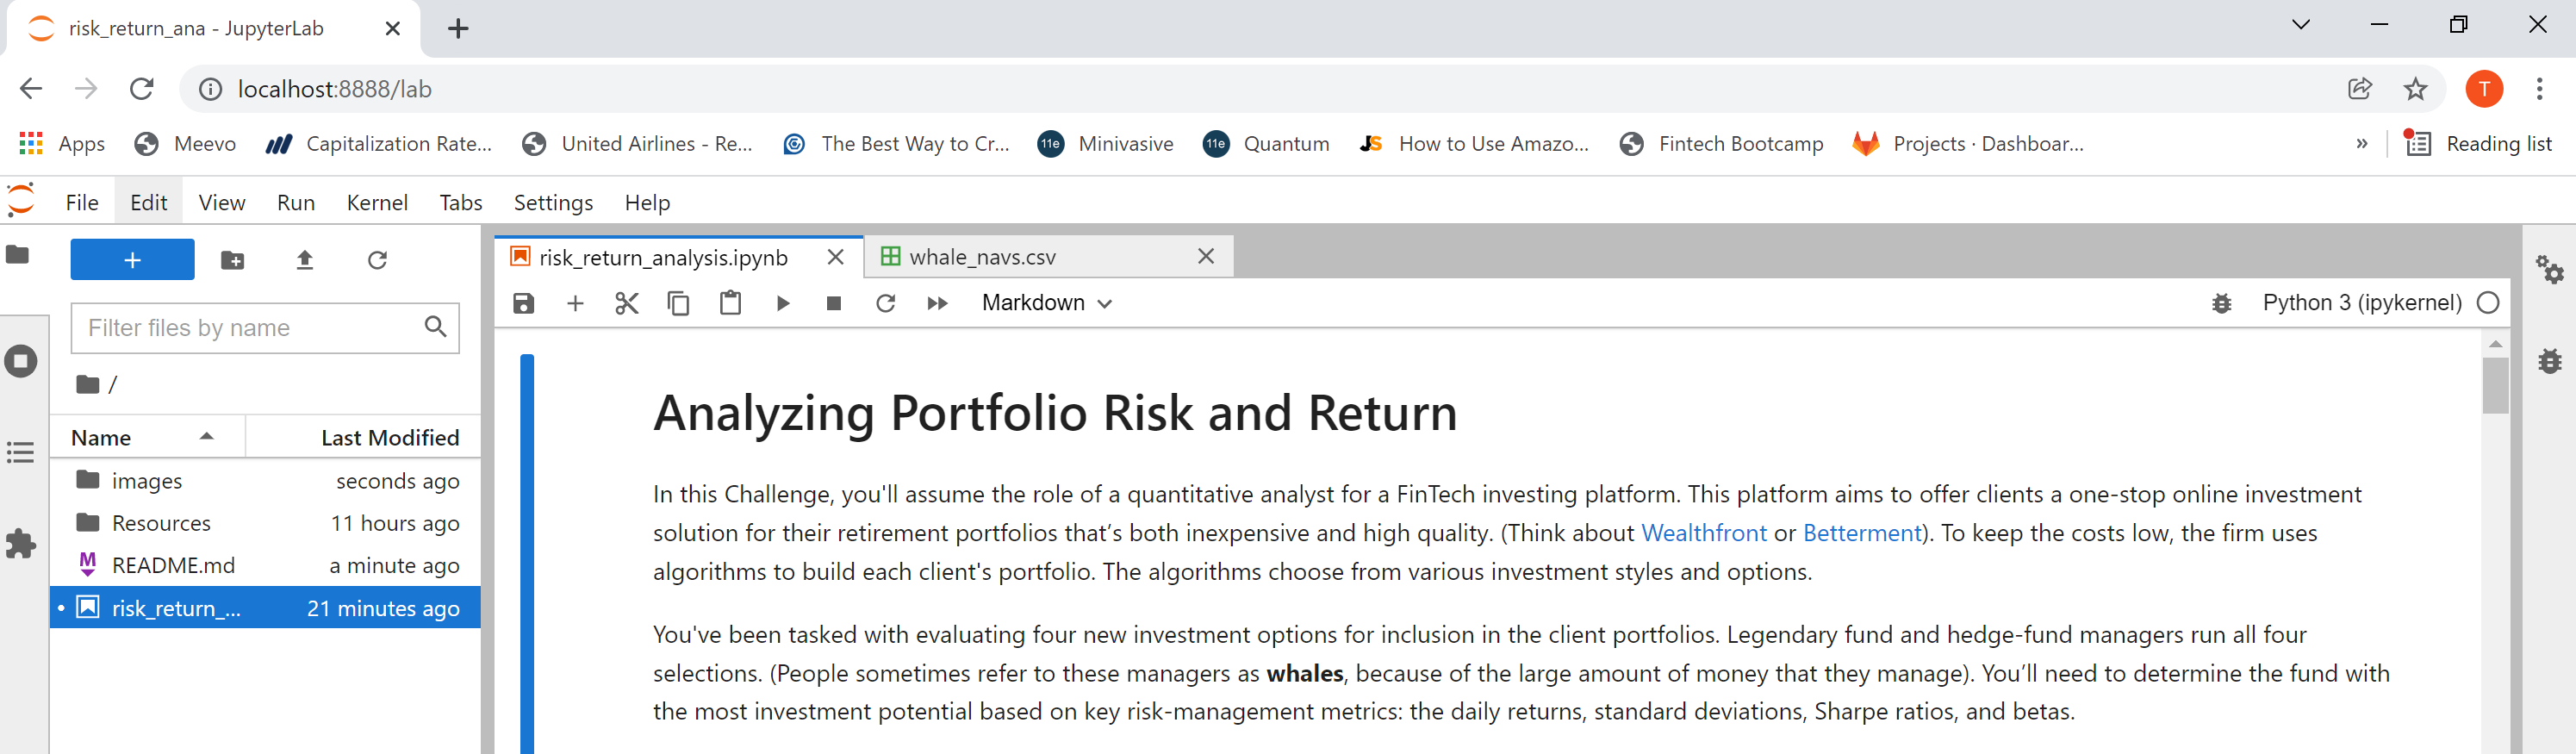 risk_return_ana - JupyterLab
localhost:8888/lab
T
Apps Meevo Capitalization Rate... United Airlines - Re... The Best Way to Cr... 11e Minivasive 11e Quantum JS How to Use Amazo... Fintech Bootcamp Projects · Dashboar... » Reading list
File Edit View Run Kernel Tabs Settings Help
risk_return_analysis.ipynb whale_navs.csv
Markdown Python 3 (ipykernel)
Filter files by name
/
Name Last Modified
images seconds ago
Resources 11 hours ago
M README.md a minute ago
• risk_return_... 21 minutes ago
Analyzing Portfolio Risk and Return
In this Challenge, you'll assume the role of a quantitative analyst for a FinTech investing platform. This platform aims to offer clients a one-stop online investment
solution for their retirement portfolios that’s both inexpensive and high quality. (Think about Wealthfront or Betterment). To keep the costs low, the firm uses
algorithms to build each client's portfolio. The algorithms choose from various investment styles and options.
You've been tasked with evaluating four new investment options for inclusion in the client portfolios. Legendary fund and hedge-fund managers run all four
selections. (People sometimes refer to these managers as whales, because of the large amount of money that they manage). You’ll need to determine the fund with
the most investment potential based on key risk-management metrics: the daily returns, standard deviations, Sharpe ratios, and betas.